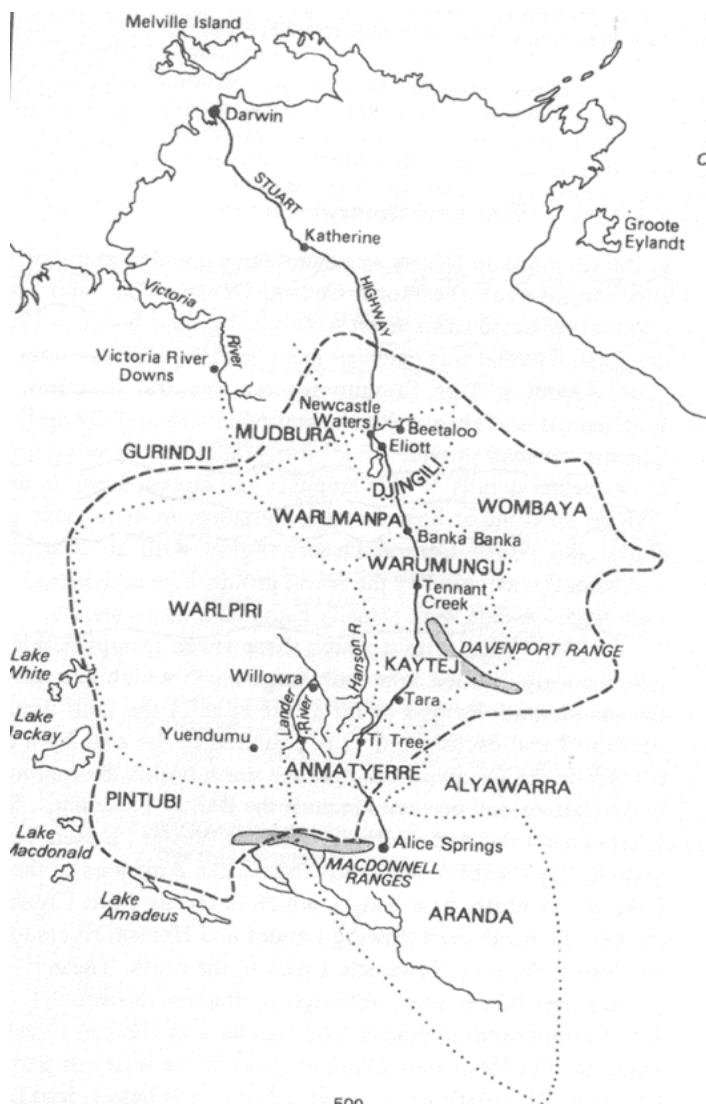 Melville Island
Darwin
STUART
Groote
Eylandt
Katherine
HIGHWAY
Victoria
River
Victoria River
Downs
Newcastle
Waters
Beetaloo
MUDBURA
Eliott
GURINDJI
DJINGILI
WOMBAYA
WARLMANPA
Banka Banka
WARUMUNGU
Tennant
Creek
WARLPIRI
Hanson R
DAVENPORT RANGE
Lake
White
KAYTEJ
Willowra
Lander
River
Tara
Lake
Mackay
Yuendumu
Ti Tree
ANMATYERRE
ALYAWARRA
PINTUBI
Lake
Macdonald
Alice Springs
MACDONNELL
RANGES
Lake
Amadeus
ARANDA
500